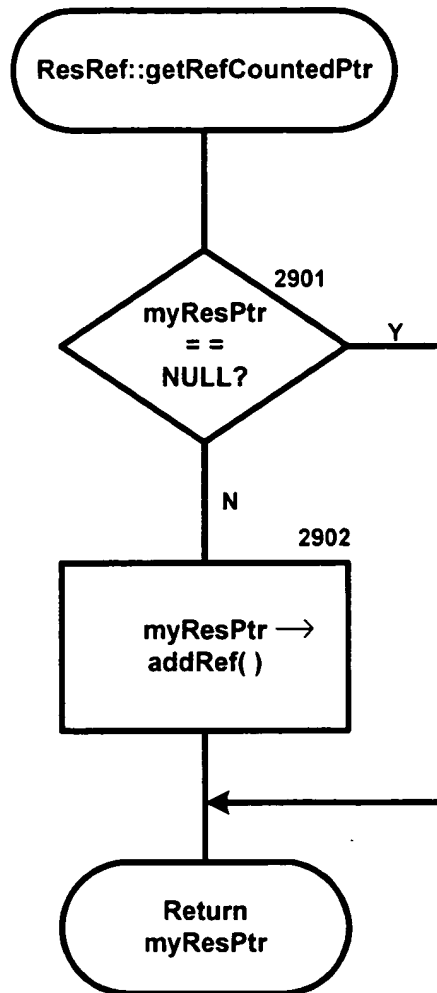 ResRef::getRefCountedPtr
2901
myResPtr
= =
NULL?
Y
N
2902
myResPtr →
addRef( )
Return
myResPtr